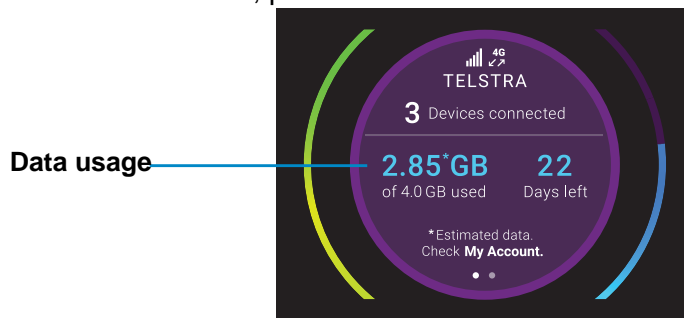 4G
TELSTRA
3 Devices connected
Data usage
2.85*GB 22
of 4.0 GB used Days left
*Estimated data.
Check My Account.